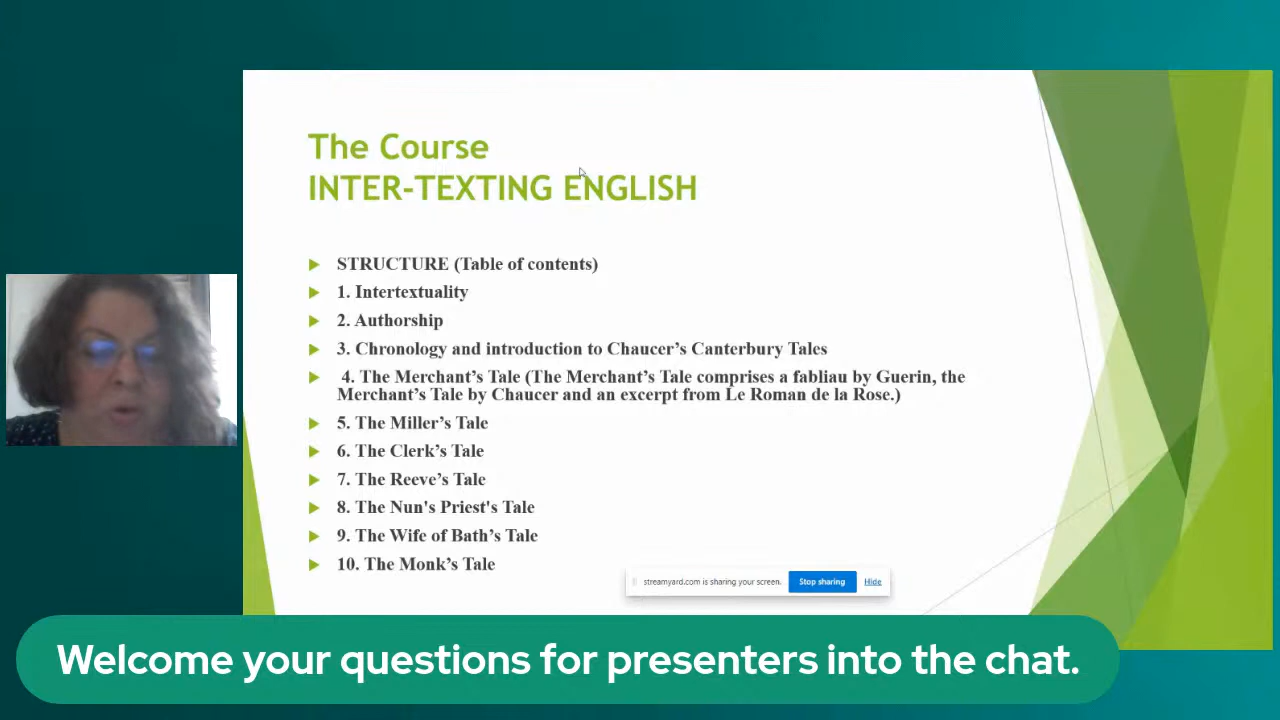 The Course
INTER-TEXTING ENGLISH
STRUCTURE (Table of contents)
1. Intertextuality
2. Authorship
3. Chronology and introduction to Chaucer’s Canterbury Tales
4. The Merchant’s Tale (The Merchant’s Tale comprises a fabliau by Guerin, the
Merchant’s Tale by Chaucer and an excerpt from Le Roman de la Rose.)
5. The Miller’s Tale
6. The Clerk’s Tale
7. The Reeve’s Tale
8. The Nun's Priest's Tale
9. The Wife of Bath’s Tale
10. The Monk’s Tale
streamyard.com is sharing your screen. Stop sharing Hide
Welcome your questions for presenters into the chat.